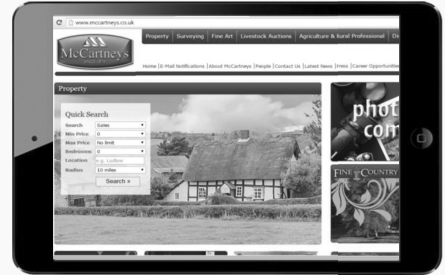 www.mccartneys.co.uk
Property Surveying Fine Art Livestock Auctions Agriculture & Rural Professional
McCartneys
Home |E-Mail Notifications |About McCartneys |People |Contact Us |Latest News |Press |Career Opportunities
Property
Quick Search
Search Sales
Min Price 0
Max Price No limit
Bedrooms 0
Location e.g. Ludlow
Radius 10 miles
Search »
FINE COUNTRY